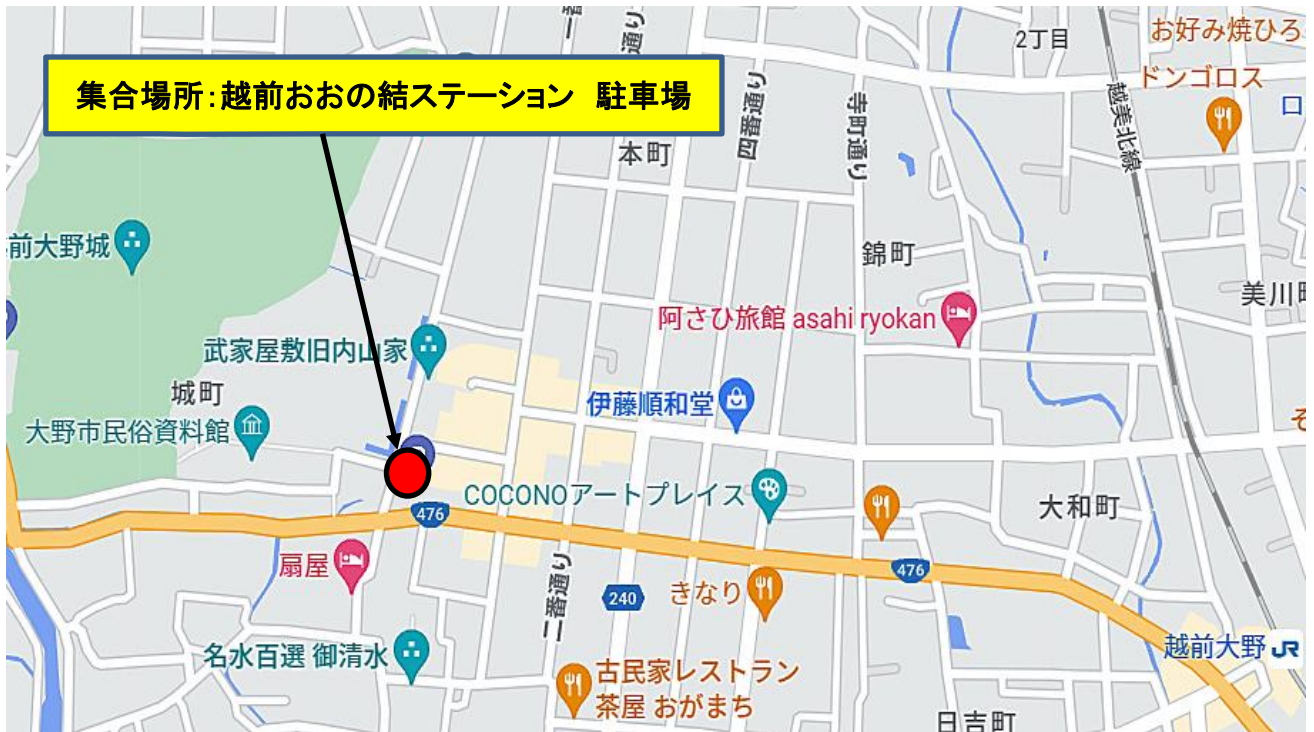 集合場所:越前おおの結ステーション 駐車場
通り
2丁目
お好み焼ひろ
ドンゴロス
越美北線
本町
四番通り
寺町通り
前大野城
錦町
美川町
阿さひ旅館 asahi ryokan
武家屋敷旧内山家
城町
伊藤順和堂
大野市民俗資料館
COCONOアートプレイス
大和町
476
扇屋
476
二番通り
240
きなり
越前大野 JR
名水百選 御清水
古民家レストラン
茶屋 おがまち
日吉町